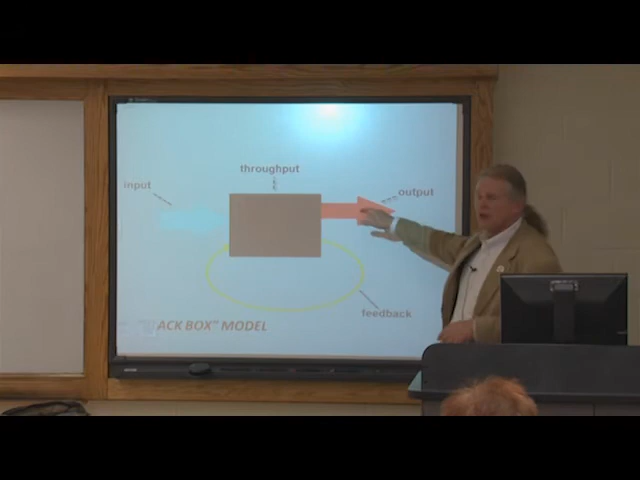 throughput
input
output
feedback
ACK BOX" MODEL